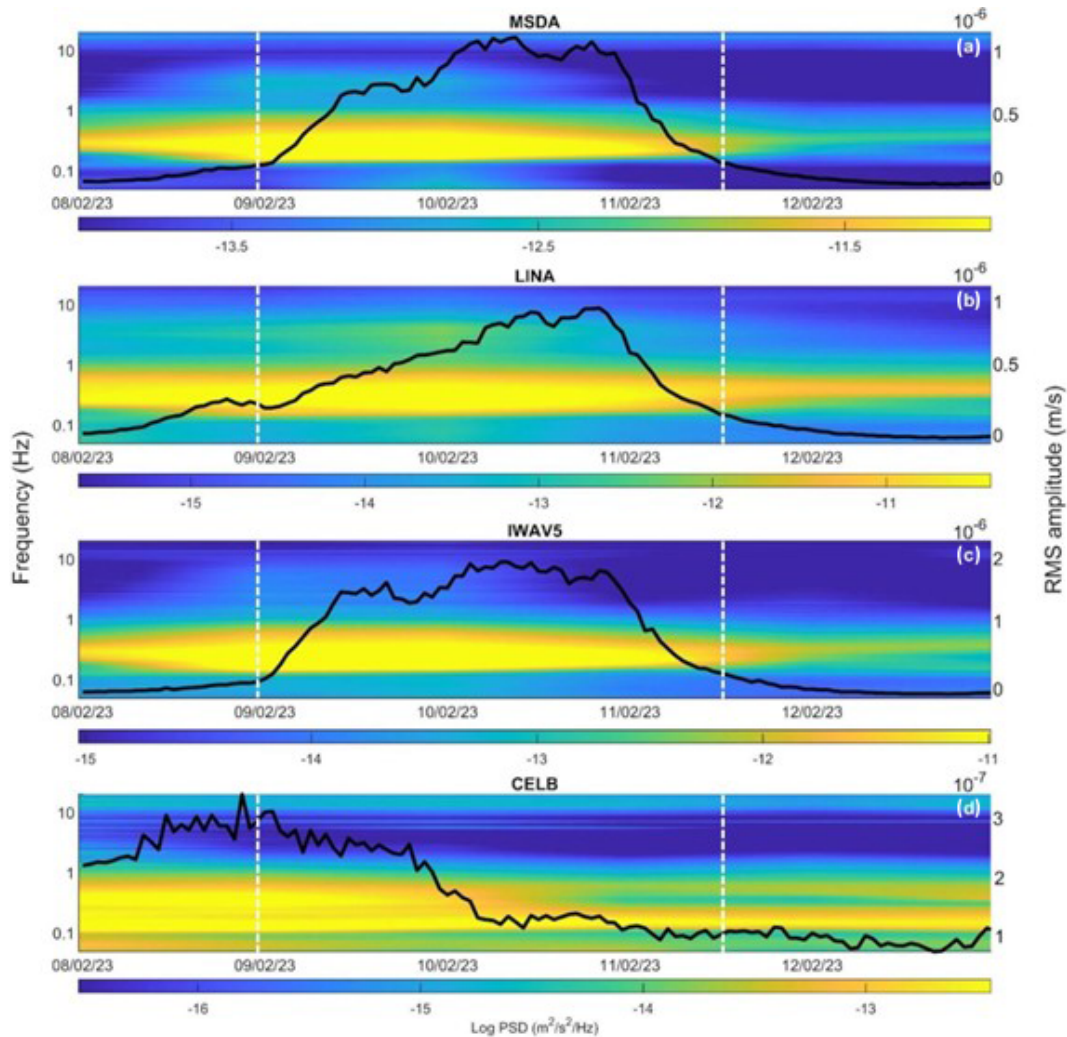 MSDA
10^-6
(a)
10
1
0.1
1
0.5
0
08/02/23 09/02/23 10/02/23 11/02/23 12/02/23
-13.5 -12.5 -11.5
LINA
10^-6
(b)
10
1
0.1
1
0.5
0
08/02/23 09/02/23 10/02/23 11/02/23 12/02/23
-15 -14 -13 -12 -11
Frequency (Hz)
RMS amplitude (m/s)
IWAV5
10^-6
(c)
10
1
0.1
2
1
0
08/02/23 09/02/23 10/02/23 11/02/23 12/02/23
-15 -14 -13 -12 -11
CELB
10^-7
(d)
10
1
0.1
3
2
1
08/02/23 09/02/23 10/02/23 11/02/23 12/02/23
-16 -15 -14 -13
Log PSD (m²/s²/Hz)